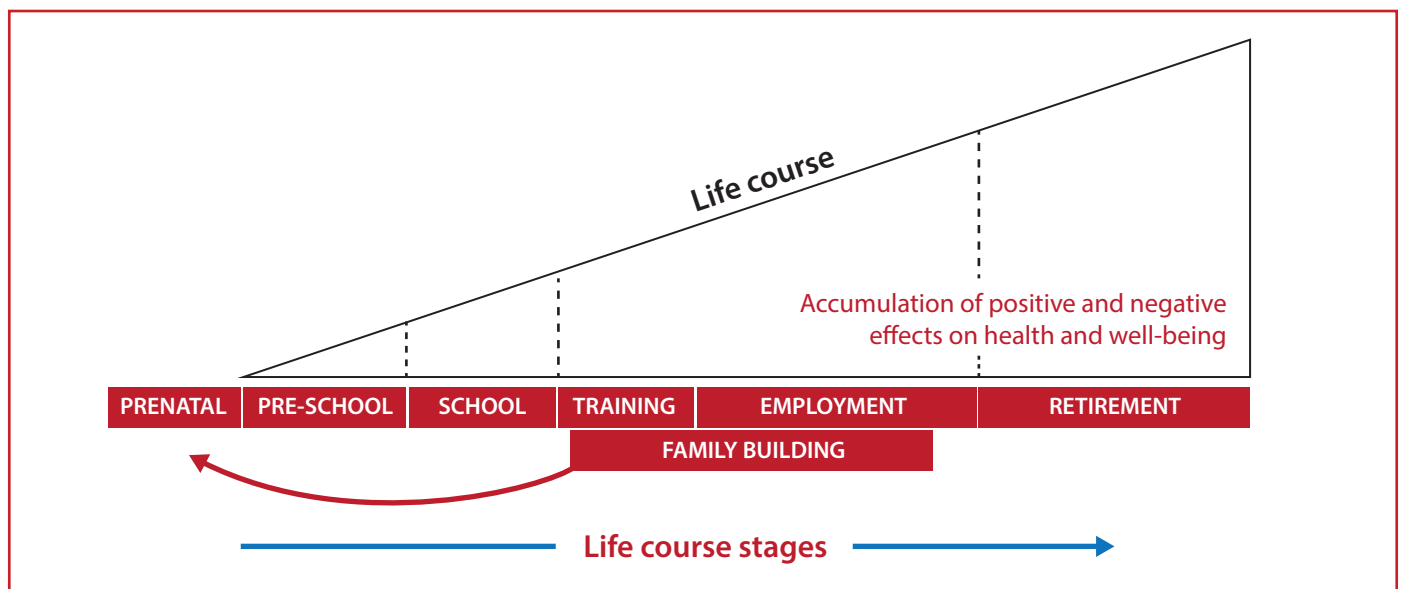 Life course
Accumulation of positive and negative
effects on health and well-being
PRENATAL
PRE-SCHOOL
SCHOOL
TRAINING
EMPLOYMENT
RETIREMENT
FAMILY BUILDING
Life course stages